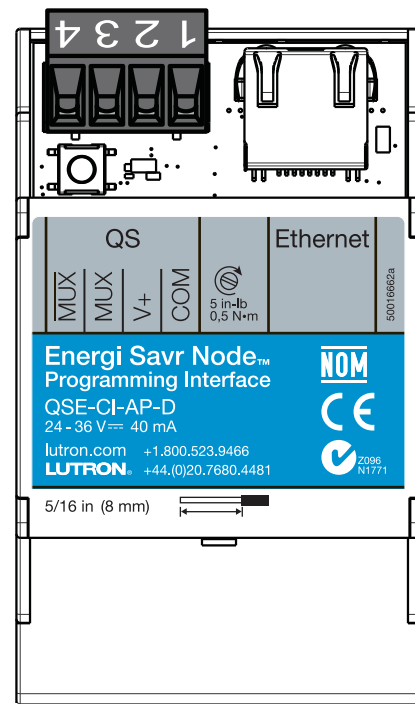 4 3 2 1
QS
Ethernet
MUX
MUX
V+
COM
5 in-lb
0,5 N•m
50016662a
Energi Savr Node™
Programming Interface
QSE-CI-AP-D
24 - 36 V⎓ 40 mA
lutron.com +1.800.523.9466
LUTRON® +44.(0)20.7680.4481
NOM
CE
Z096
N1771
5/16 in (8 mm)